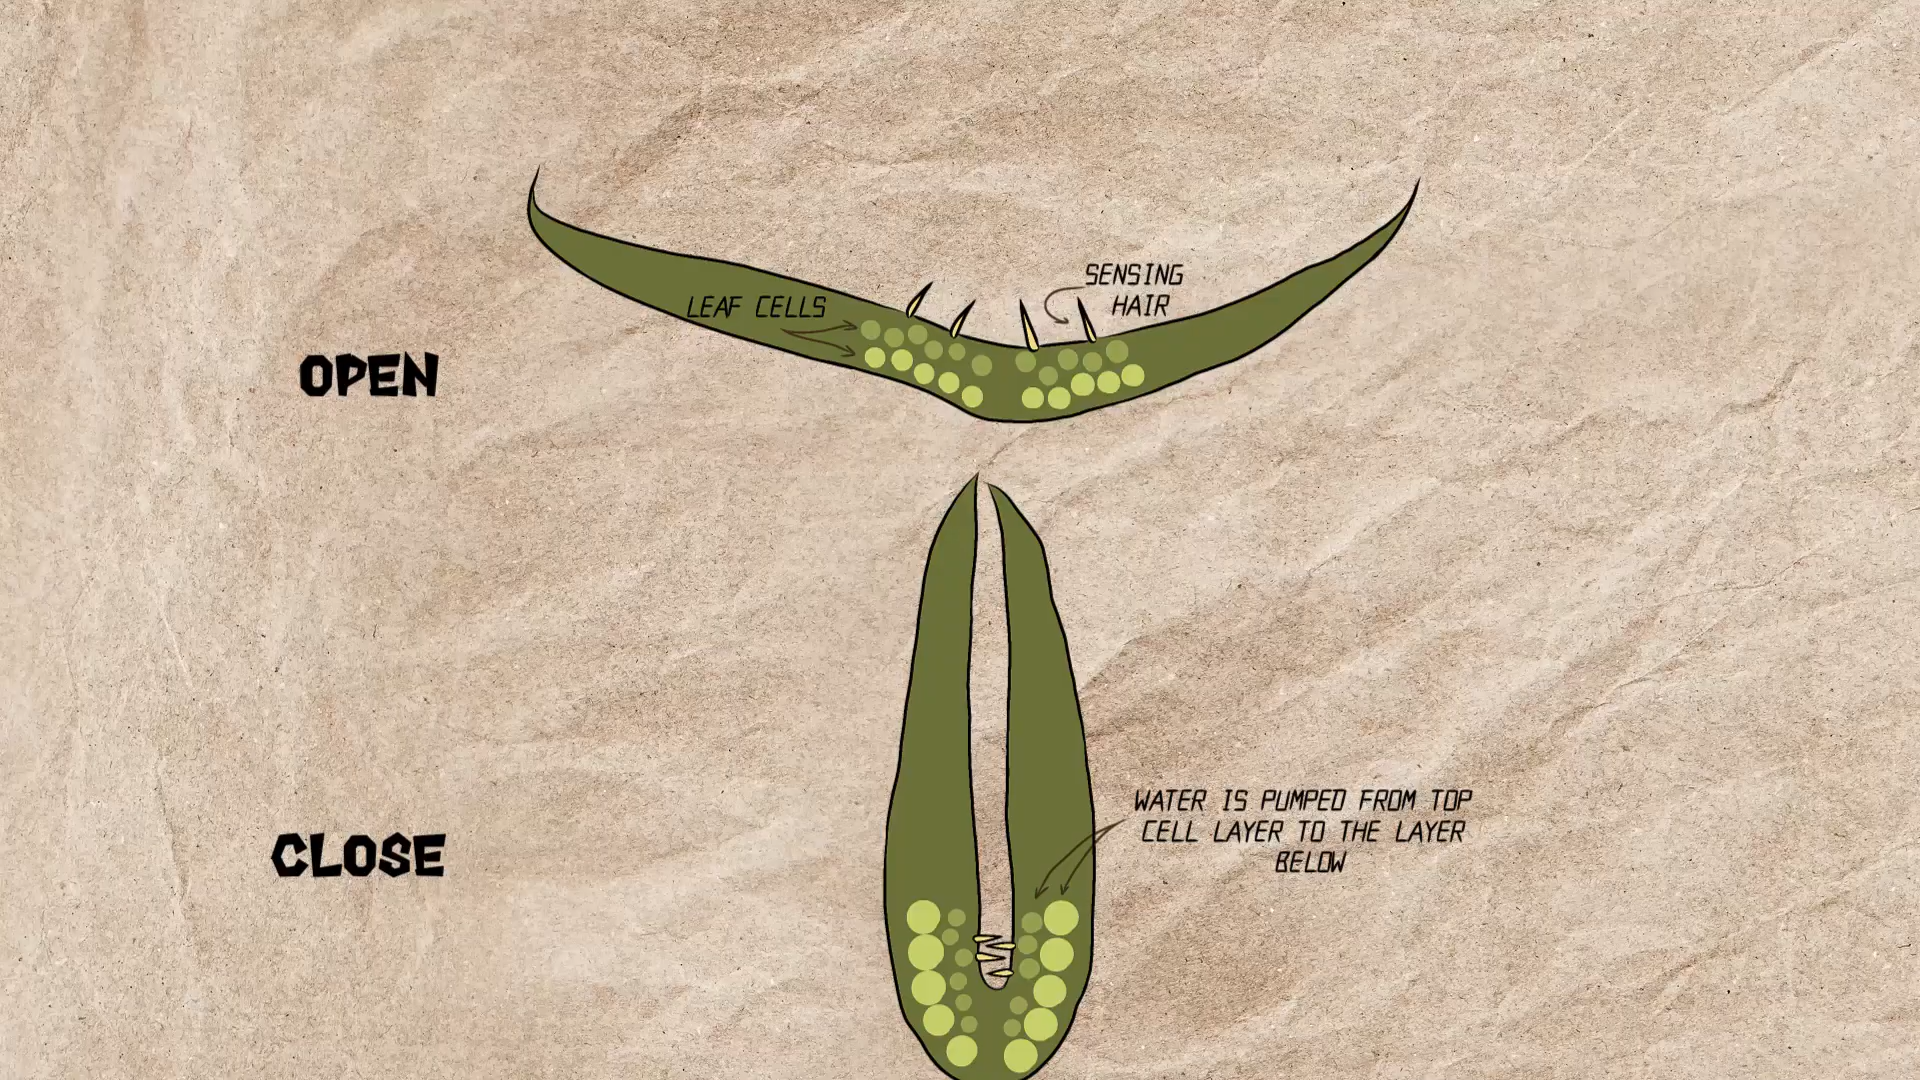 SENSING
HAIR
LEAF CELLS
OPEN
WATER IS PUMPED FROM TOP
CELL LAYER TO THE LAYER
BELOW
CLOSE